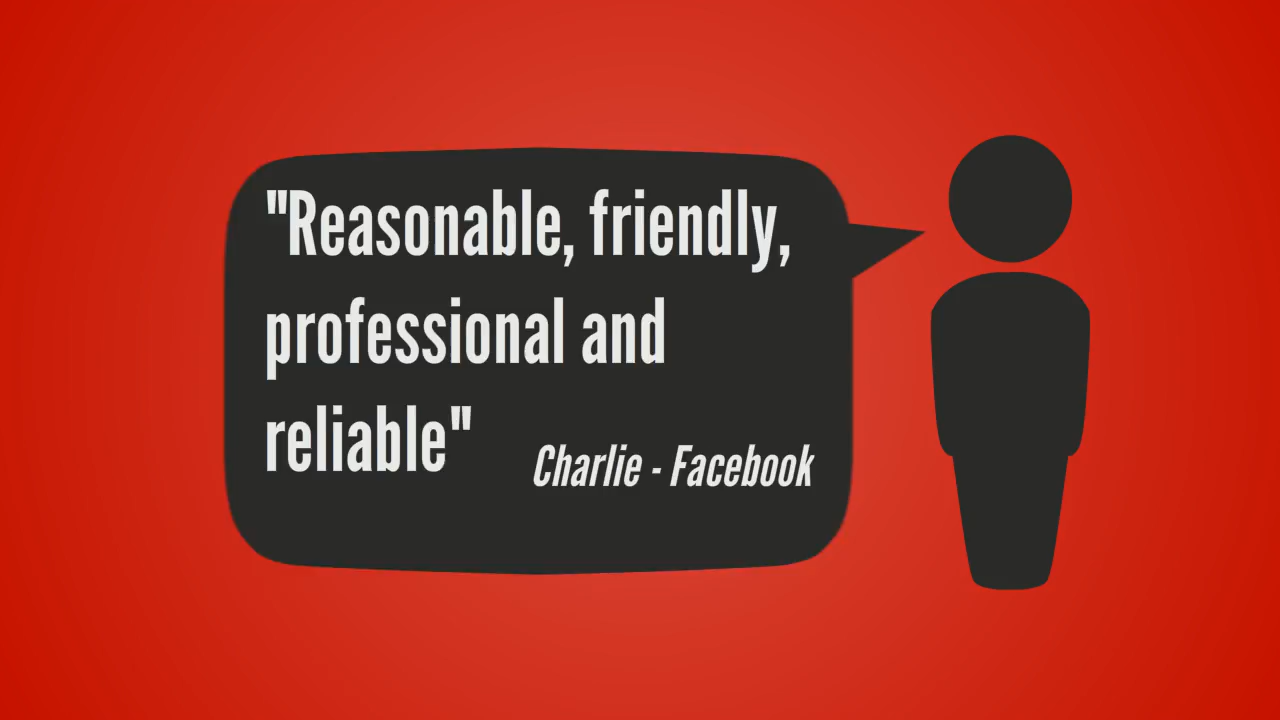 "Reasonable, friendly,
professional and
reliable"
Charlie - Facebook